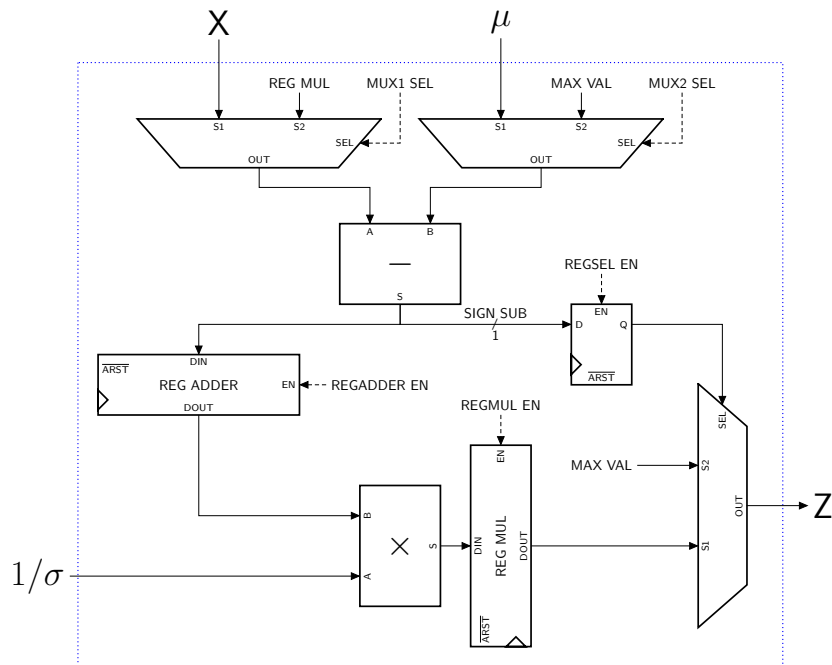 X
μ
REG MUL
MUX1 SEL
MAX VAL
MUX2 SEL
S1
S2
SEL
OUT
S1
S2
SEL
OUT
A
B
—
S
REGSEL EN
SIGN SUB
1
D
EN
Q
ARST
ARST
DIN
REG ADDER
EN
DOUT
REGADDER EN
REGMUL EN
EN
DIN
REG MUL
DOUT
ARST
B
A
×
S
1/σ
MAX VAL
SEL
S2
S1
OUT
Z